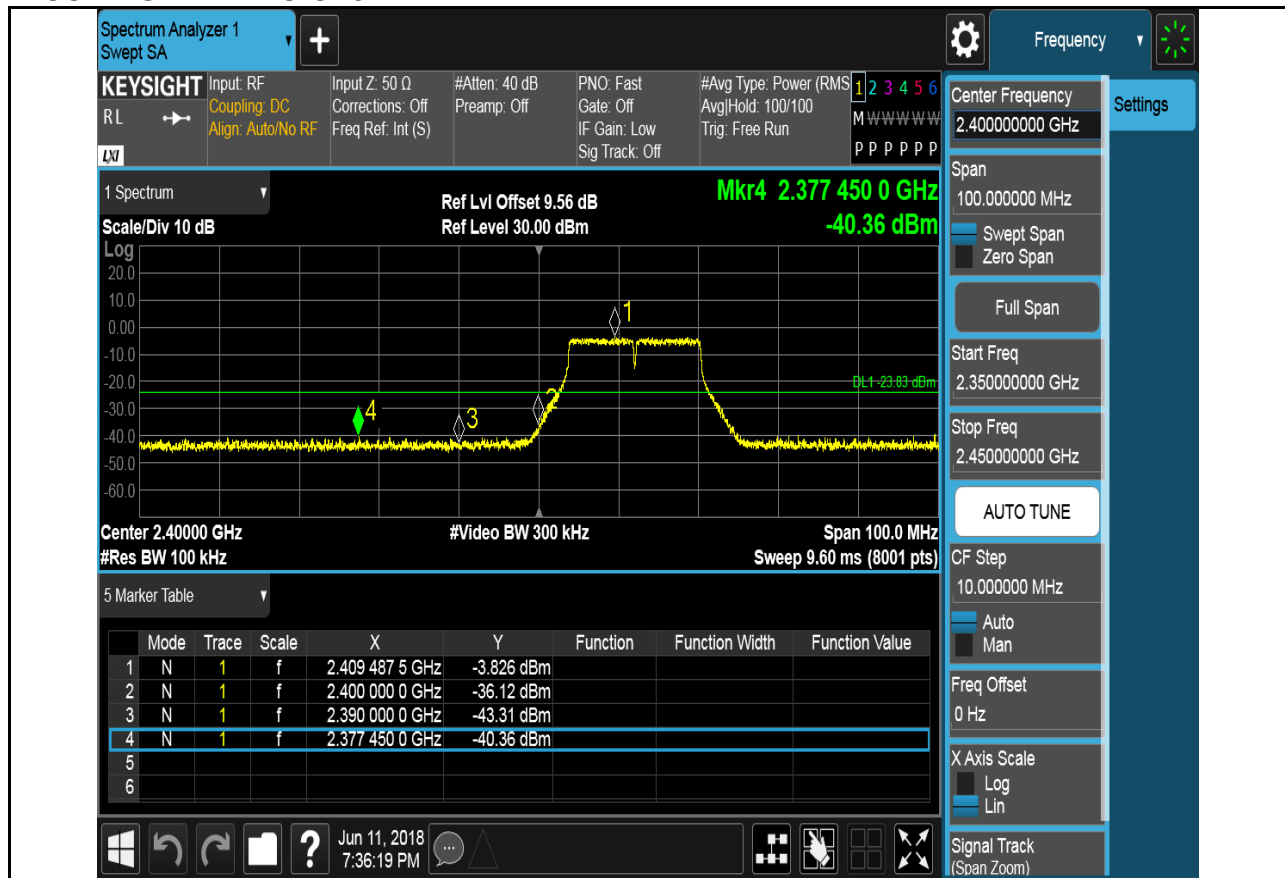 Spectrum Analyzer 1
Swept SA
+
Frequency
KEYSIGHT
RL
LXI
Input: RF
Coupling: DC
Align: Auto/No RF
Input Z: 50 Ω
Corrections: Off
Freq Ref: Int (S)
#Atten: 40 dB
Preamp: Off
PNO: Fast
Gate: Off
IF Gain: Low
Sig Track: Off
#Avg Type: Power (RMS
Avg|Hold: 100/100
Trig: Free Run
1 2 3 4 5 6
M W W W W W
P P P P P P
1 Spectrum
Scale/Div 10 dB
Ref Lvl Offset 9.56 dB
Ref Level 30.00 dBm
Mkr4 2.377 450 0 GHz
-40.36 dBm
Log
20.0
10.0
0.00
-10.0
-20.0
-30.0
-40.0
-50.0
-60.0
1
2
3
4
DL1 -23.83 dBm
Center 2.40000 GHz
#Video BW 300 kHz
Span 100.0 MHz
#Res BW 100 kHz
Sweep 9.60 ms (8001 pts)
5 Marker Table
Mode Trace Scale X Y Function Function Width Function Value
1 N 1 f 2.409 487 5 GHz -3.826 dBm
2 N 1 f 2.400 000 0 GHz -36.12 dBm
3 N 1 f 2.390 000 0 GHz -43.31 dBm
4 N 1 f 2.377 450 0 GHz -40.36 dBm
5
6
?
Jun 11, 2018
7:36:19 PM
Center Frequency
2.400000000 GHz
Settings
Span
100.000000 MHz
Swept Span
Zero Span
Full Span
Start Freq
2.350000000 GHz
Stop Freq
2.450000000 GHz
AUTO TUNE
CF Step
10.000000 MHz
Auto
Man
Freq Offset
0 Hz
X Axis Scale
Log
Lin
Signal Track
(Span Zoom)